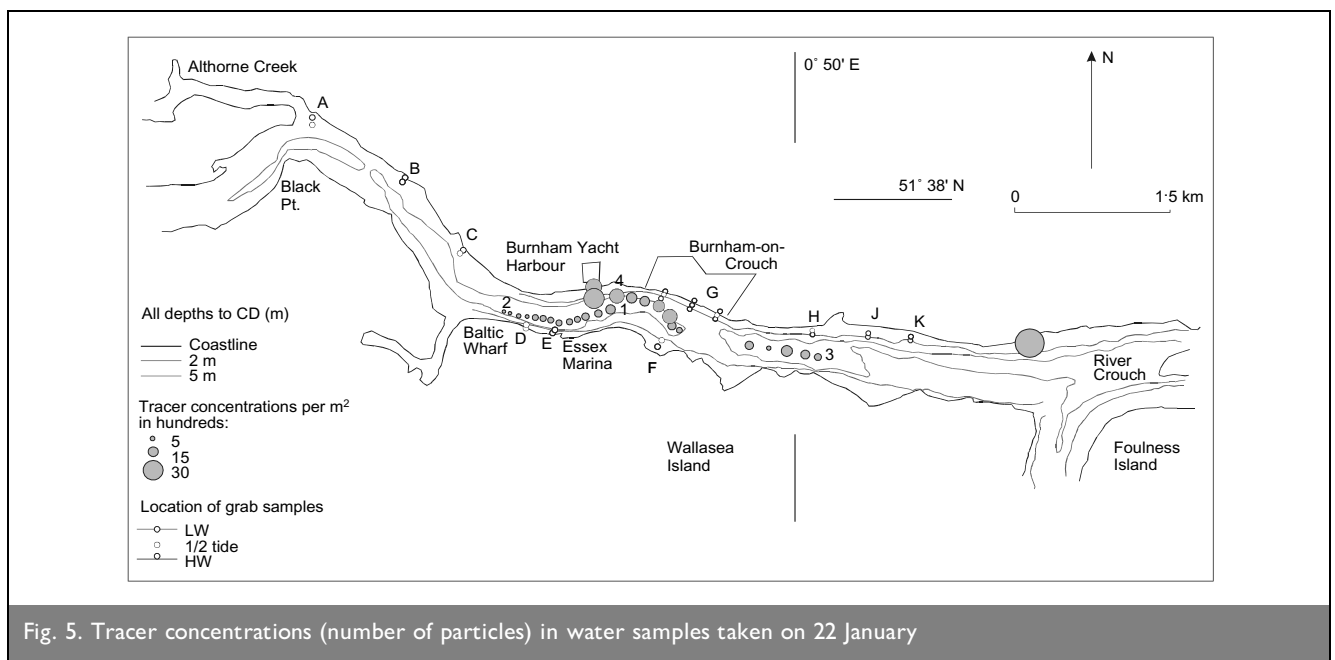 Althorne Creek
A
0° 50' E
N
B
51° 38' N
0
1·5 km
Black
Pt.
C
Burnham Yacht
Harbour
Burnham-on-
Crouch
4
G
2
1
H
J
K
All depths to CD (m)
Coastline
2 m
5 m
Baltic
Wharf
D
E
Essex
Marina
F
3
River
Crouch
Tracer concentrations per m2
in hundreds:
5
15
30
Wallasea
Island
Foulness
Island
Location of grab samples
LW
1/2 tide
HW
Fig. 5. Tracer concentrations (number of particles) in water samples taken on 22 January